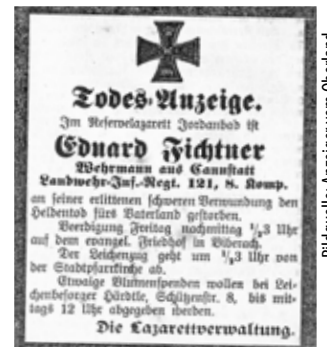 Todes-Anzeige.
Im Reservelazarett Jordanbad ist
Eduard Fichtner
Wehrmann aus Cannstatt
Landwehr-Inf.-Regt. 121, 8. Komp.
an seiner erlittenen schweren Verwundung den
Heldentod fürs Vaterland gestorben.
Beerdigung Freitag nachmittag 1/23 Uhr
auf dem evangel. Friedhof in Biberach.
Der Leichenzug geht um 1/23 Uhr von
der Stadtpfarrkirche ab.
Etwaige Blumenspenden wollen bei Lei-
chenbesorger Härdtle, Schützenstr. 8, bis mit-
tags 12 Uhr abgegeben werden.
Die Lazarettverwaltung.
Bildquelle: Anzeiger vom Oberland